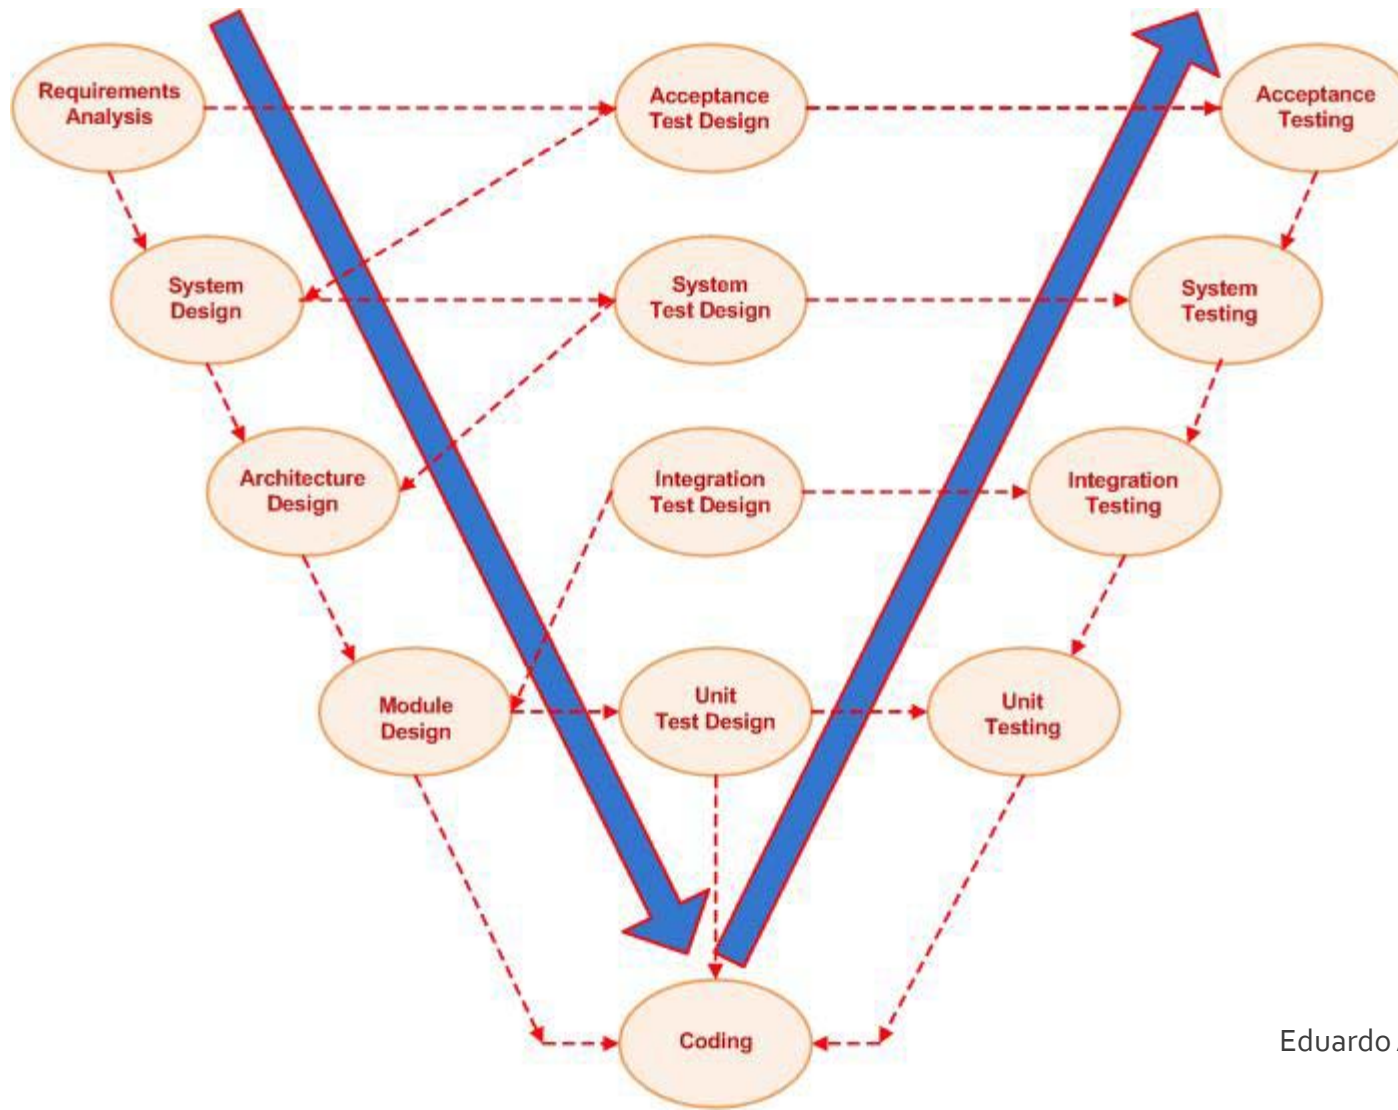 Requirements
Analysis
Acceptance
Test Design
Acceptance
Testing
System
Design
System
Test Design
System
Testing
Architecture
Design
Integration
Test Design
Integration
Testing
Module
Design
Unit
Test Design
Unit
Testing
Coding
Eduardo